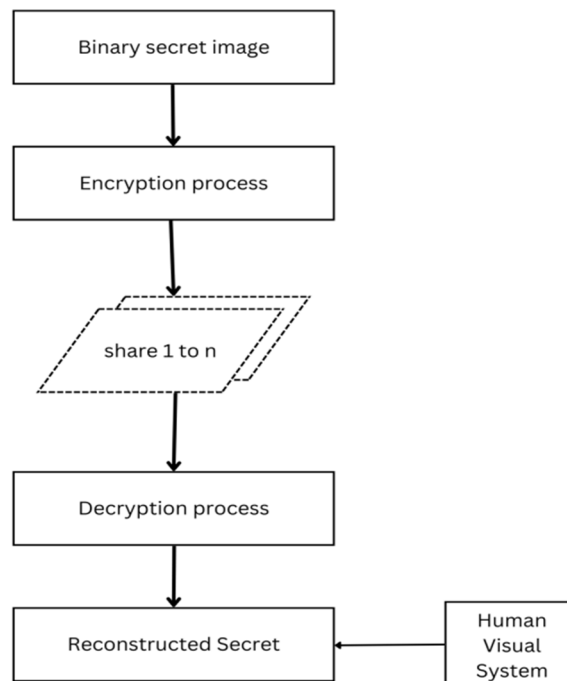 Binary secret image
Encryption process
share 1 to n
Decryption process
Reconstructed Secret
Human
Visual
System